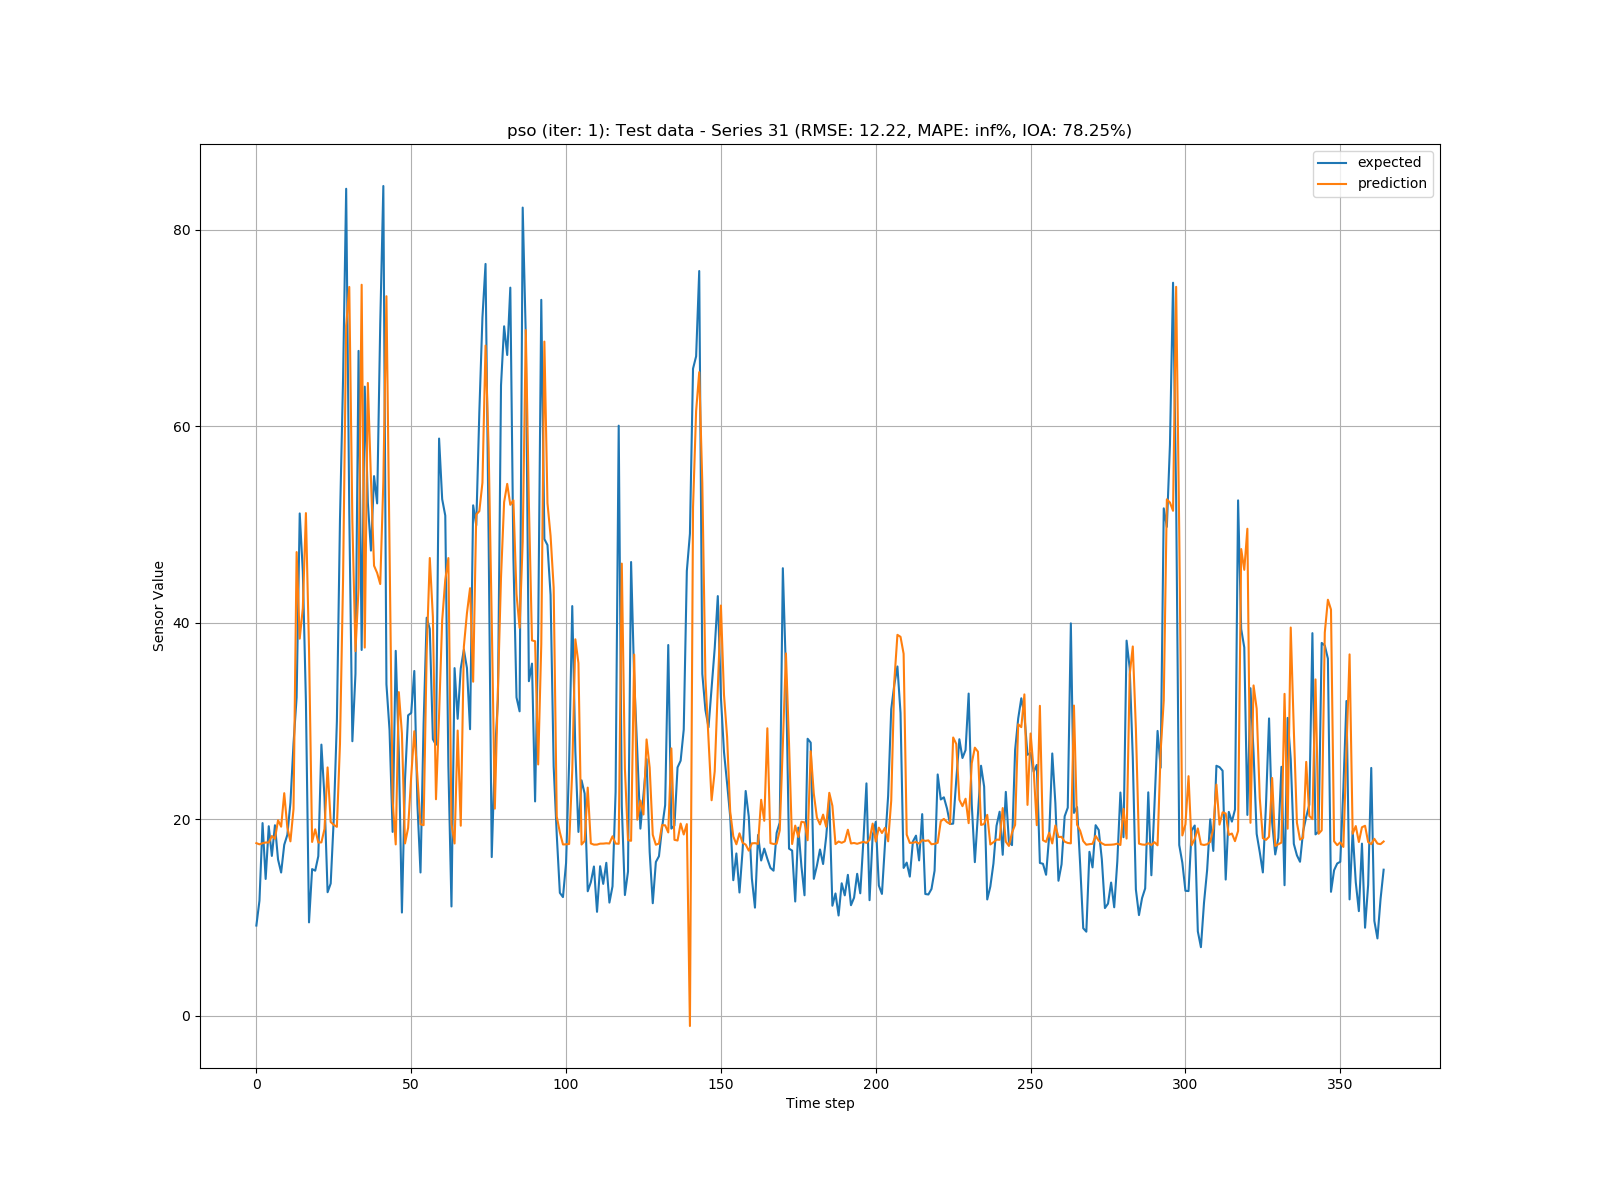 pso (iter: 1): Test data - Series 31 (RMSE: 12.22, MAPE: inf%, IOA: 78.25%)
expected
prediction
80
60
40
20
0
Sensor Value
0 50 100 150 200 250 300 350
Time step